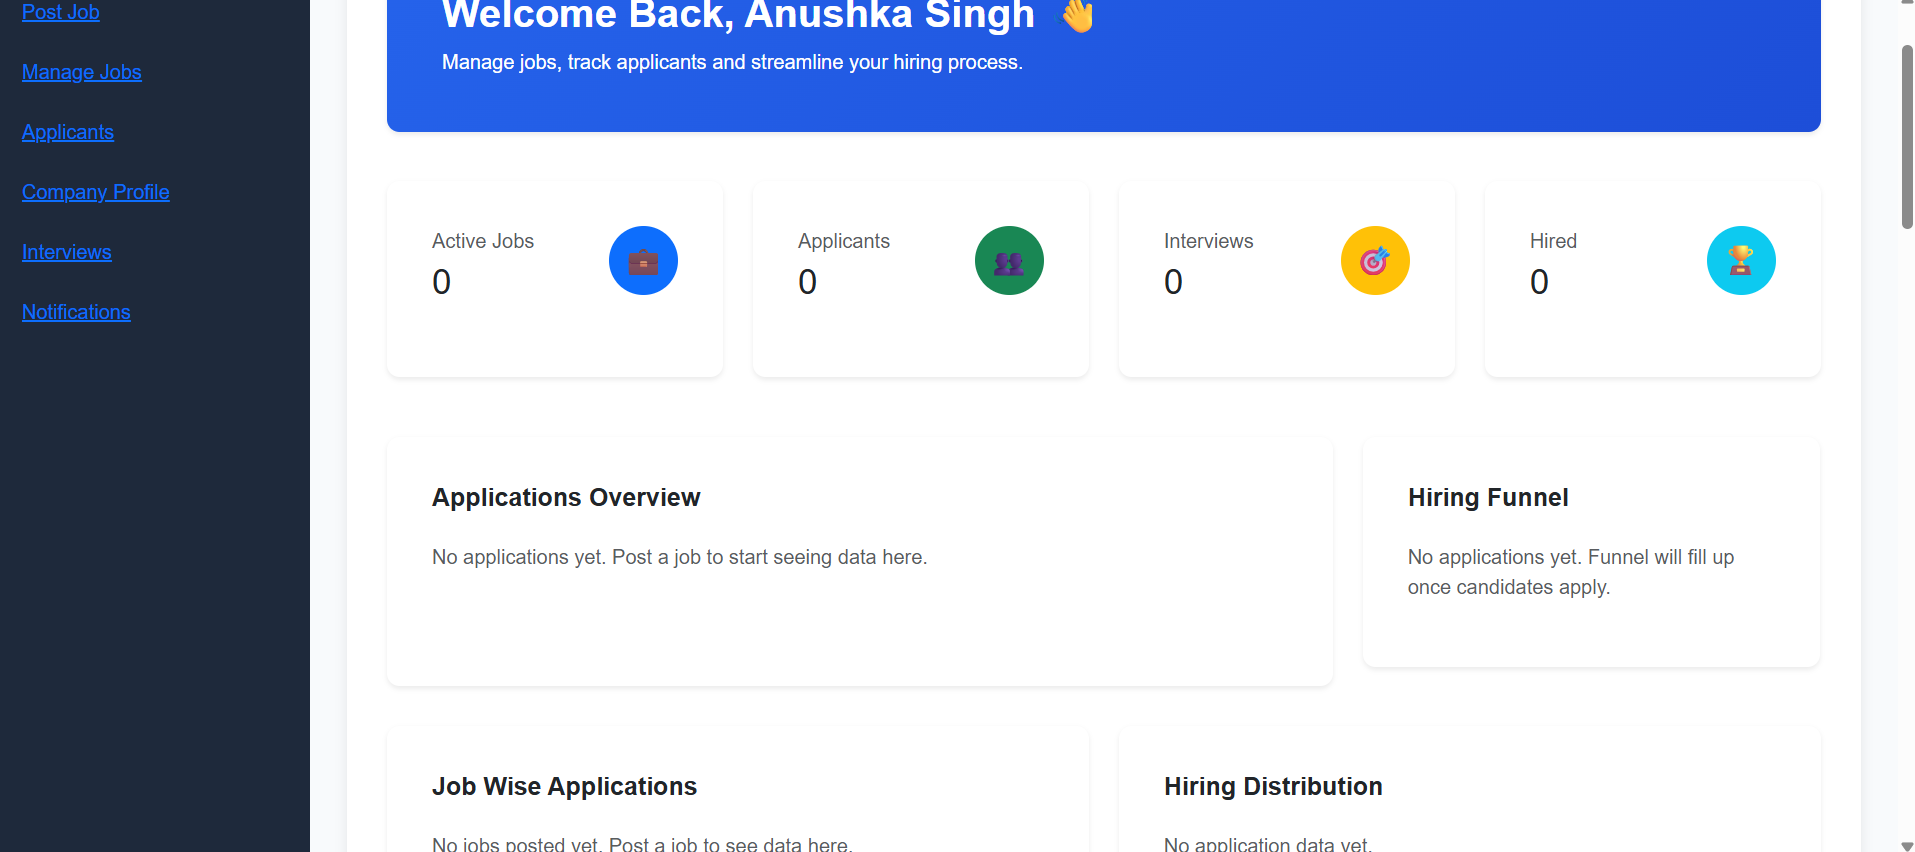 Post Job
Manage Jobs
Applicants
Company Profile
Interviews
Notifications
Welcome Back, Anushka Singh 👋
Manage jobs, track applicants and streamline your hiring process.
Active Jobs
0
Applicants
0
Interviews
0
Hired
0
Applications Overview
No applications yet. Post a job to start seeing data here.
Hiring Funnel
No applications yet. Funnel will fill up
once candidates apply.
Job Wise Applications
No jobs posted yet. Post a job to see data here.
Hiring Distribution
No application data yet.